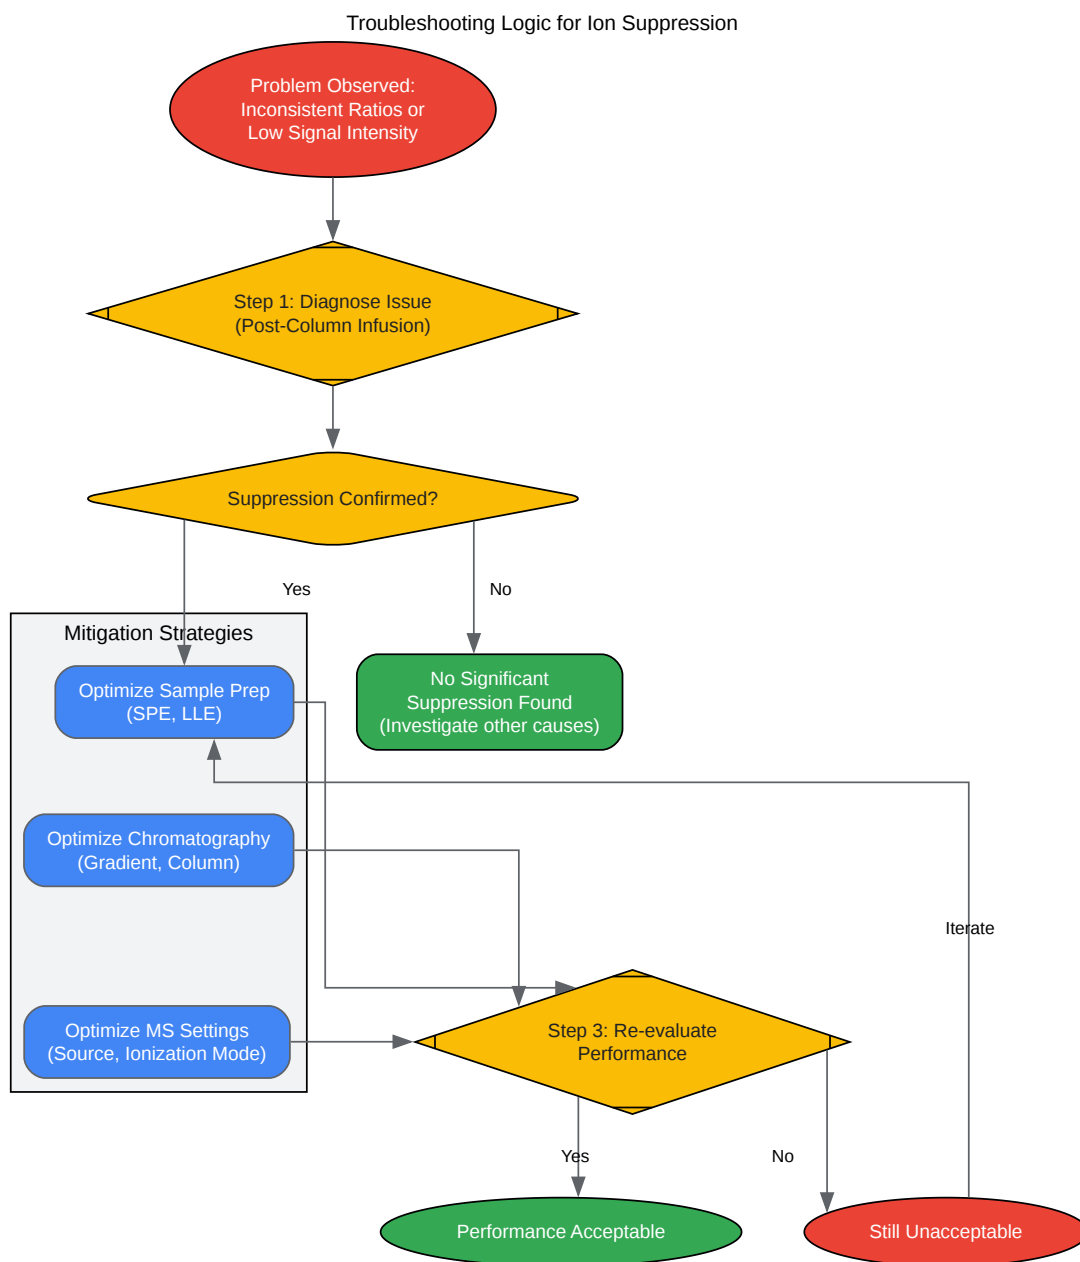 Troubleshooting Logic for Ion Suppression
Problem Observed:
Inconsistent Ratios or
Low Signal Intensity
Step 1: Diagnose Issue
(Post-Column Infusion)
Suppression Confirmed?
Yes
No
Mitigation Strategies
Optimize Sample Prep
(SPE, LLE)
No Significant
Suppression Found
(Investigate other causes)
Optimize Chromatography
(Gradient, Column)
Iterate
Optimize MS Settings
(Source, Ionization Mode)
Step 3: Re-evaluate
Performance
Yes
No
Performance Acceptable
Still Unacceptable